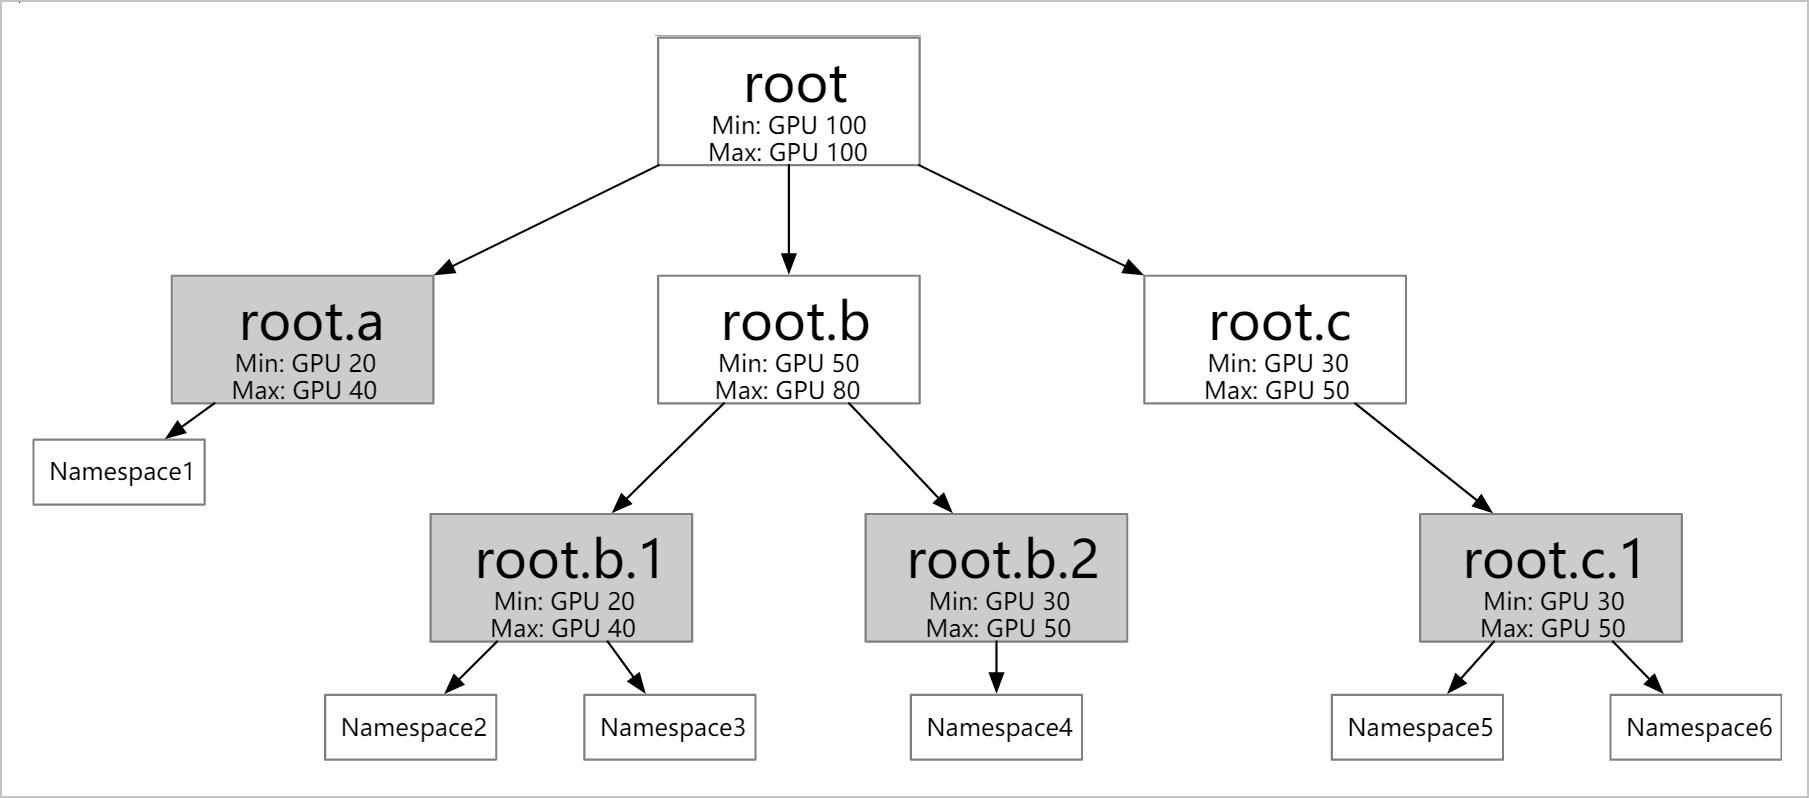 root
Min: GPU 100
Max: GPU 100
root.a
Min: GPU 20
Max: GPU 40
root.b
Min: GPU 50
Max: GPU 80
root.c
Min: GPU 30
Max: GPU 50
Namespace1
root.b.1
Min: GPU 20
Max: GPU 40
root.b.2
Min: GPU 30
Max: GPU 50
root.c.1
Min: GPU 30
Max: GPU 50
Namespace2
Namespace3
Namespace4
Namespace5
Namespace6